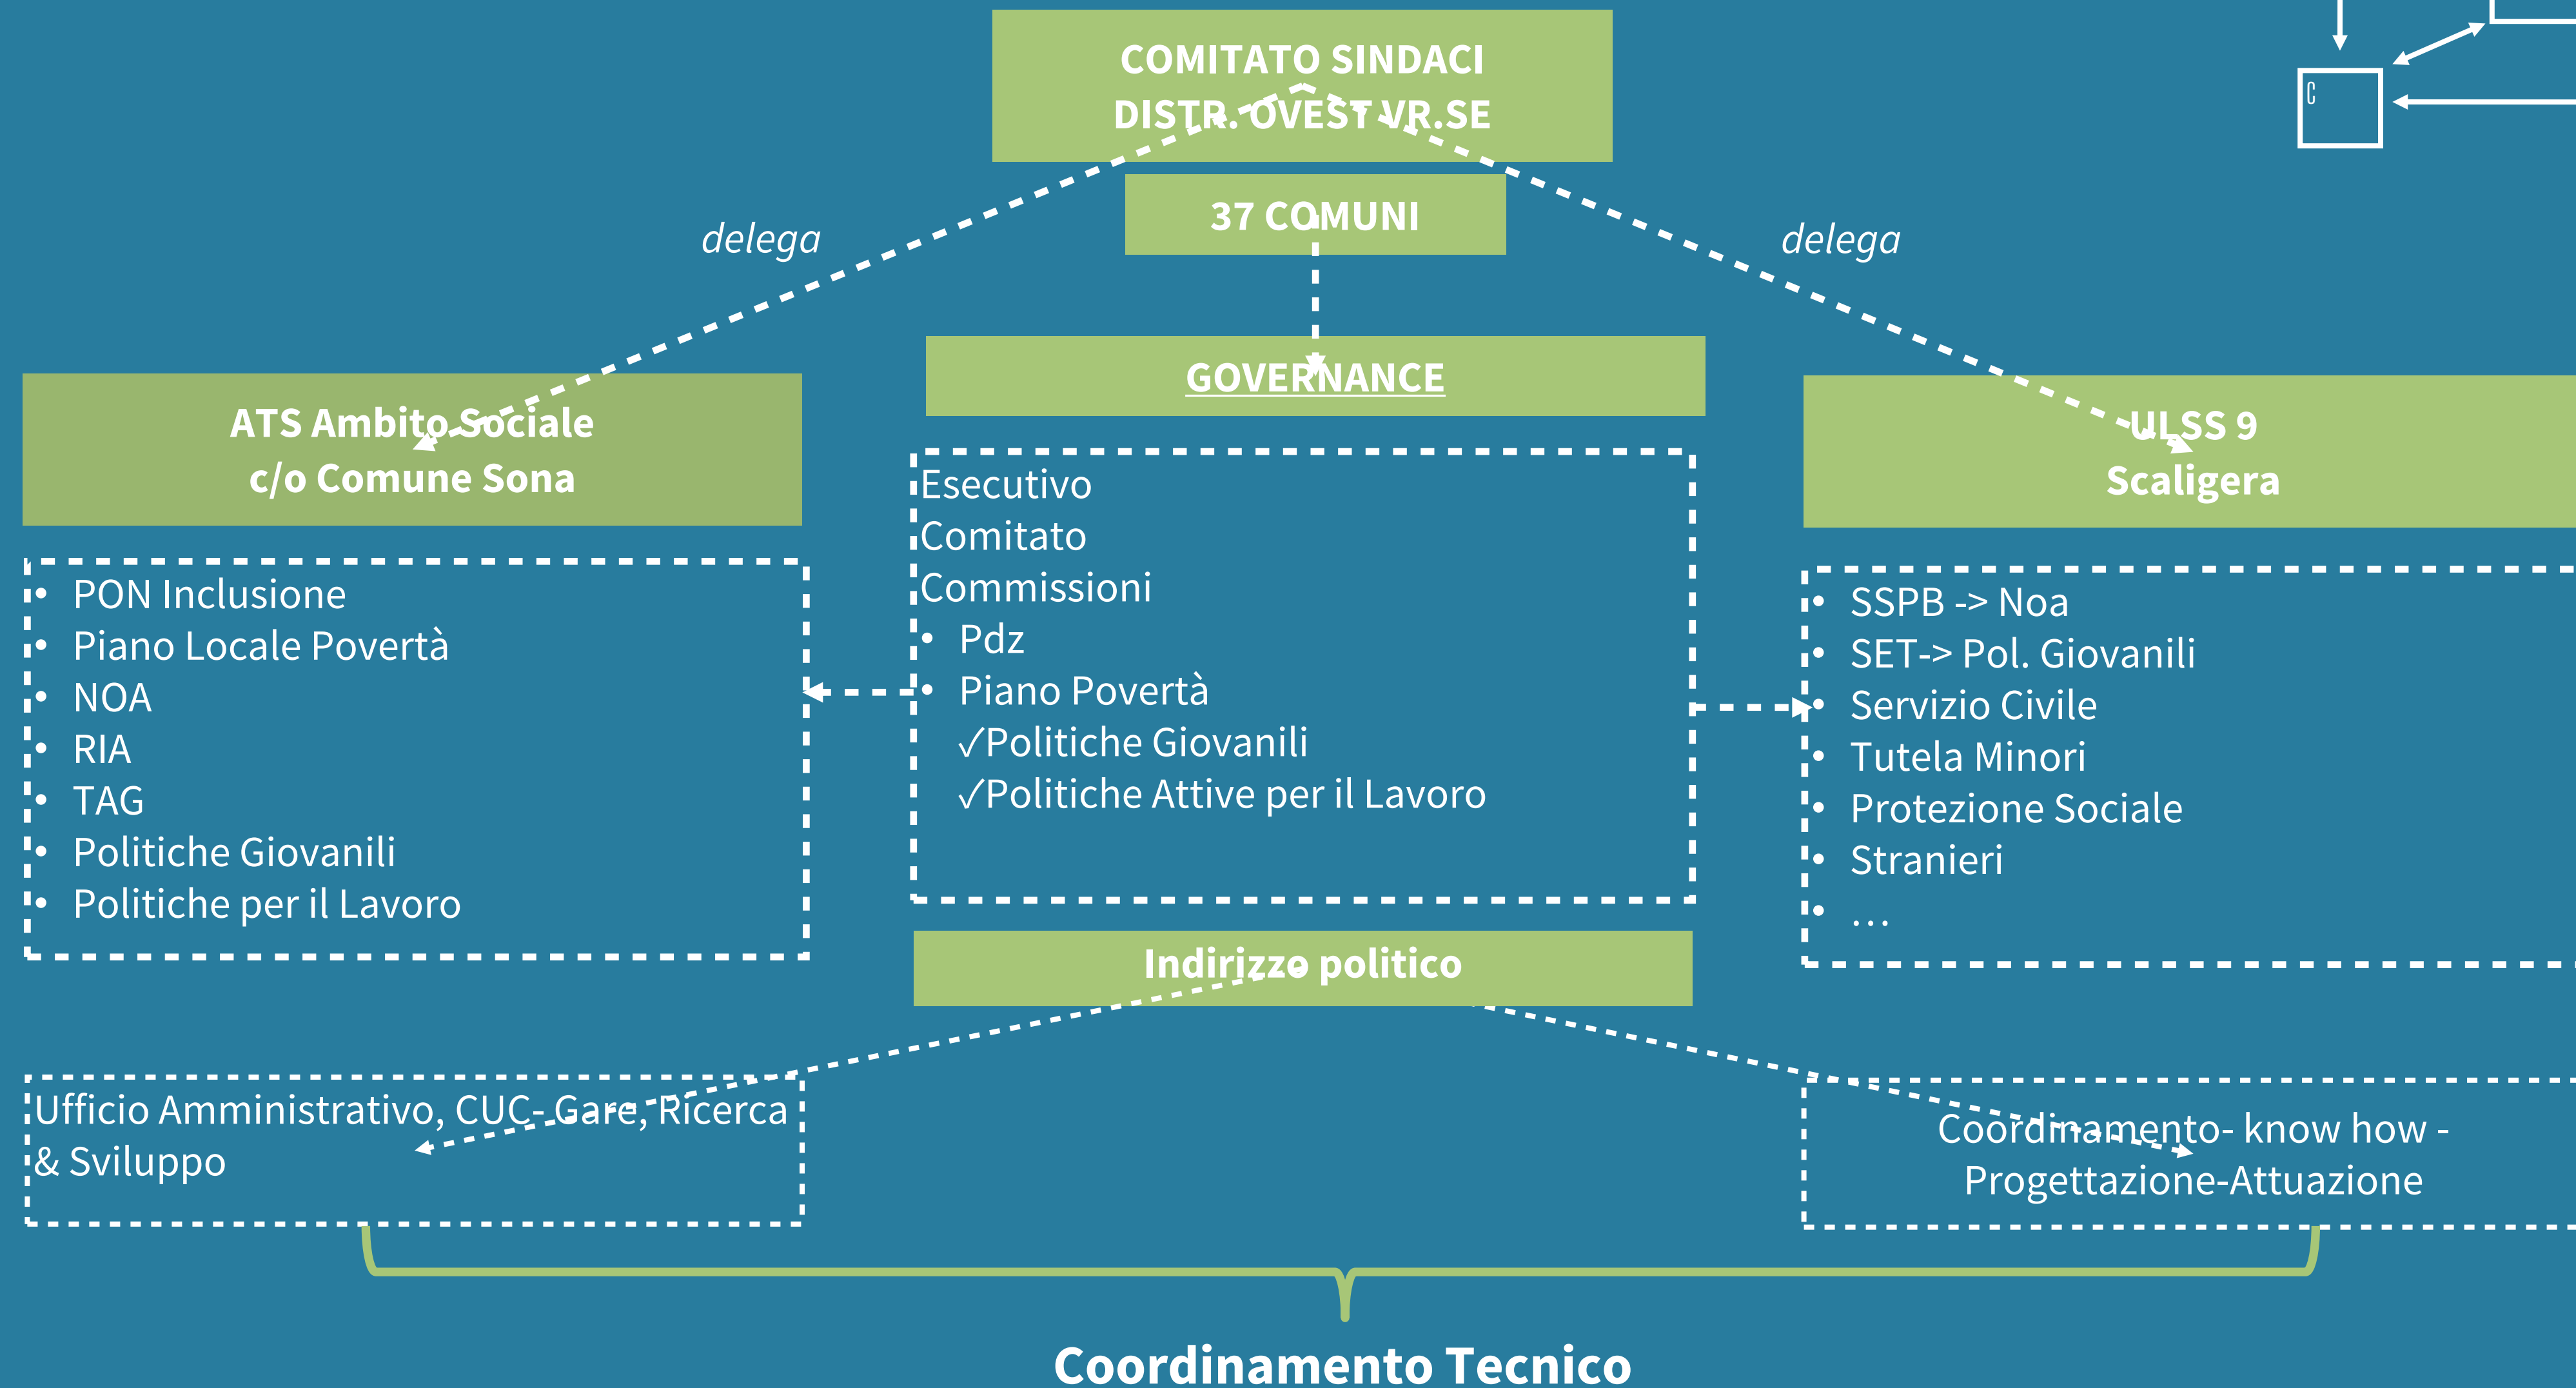 COMITATO SINDACI
DISTR. OVEST VR.SE
C
37 COMUNI
delega
delega
GOVERNANCE
ATS Ambito Sociale
c/o Comune Sona
ULSS 9
Scaligera
• PON Inclusione
• Piano Locale Povertà
• NOA
• RIA
• TAG
• Politiche Giovanili
• Politiche per il Lavoro
Esecutivo
Comitato
Commissioni
• Pdz
• Piano Povertà
✓Politiche Giovanili
✓Politiche Attive per il Lavoro
• SSPB -> Noa
• SET-> Pol. Giovanili
• Servizio Civile
• Tutela Minori
• Protezione Sociale
• Stranieri
• …
Indirizzo politico
Ufficio Amministrativo, CUC- Gare, Ricerca
& Sviluppo
Coordinamento- know how -
Progettazione-Attuazione
Coordinamento Tecnico